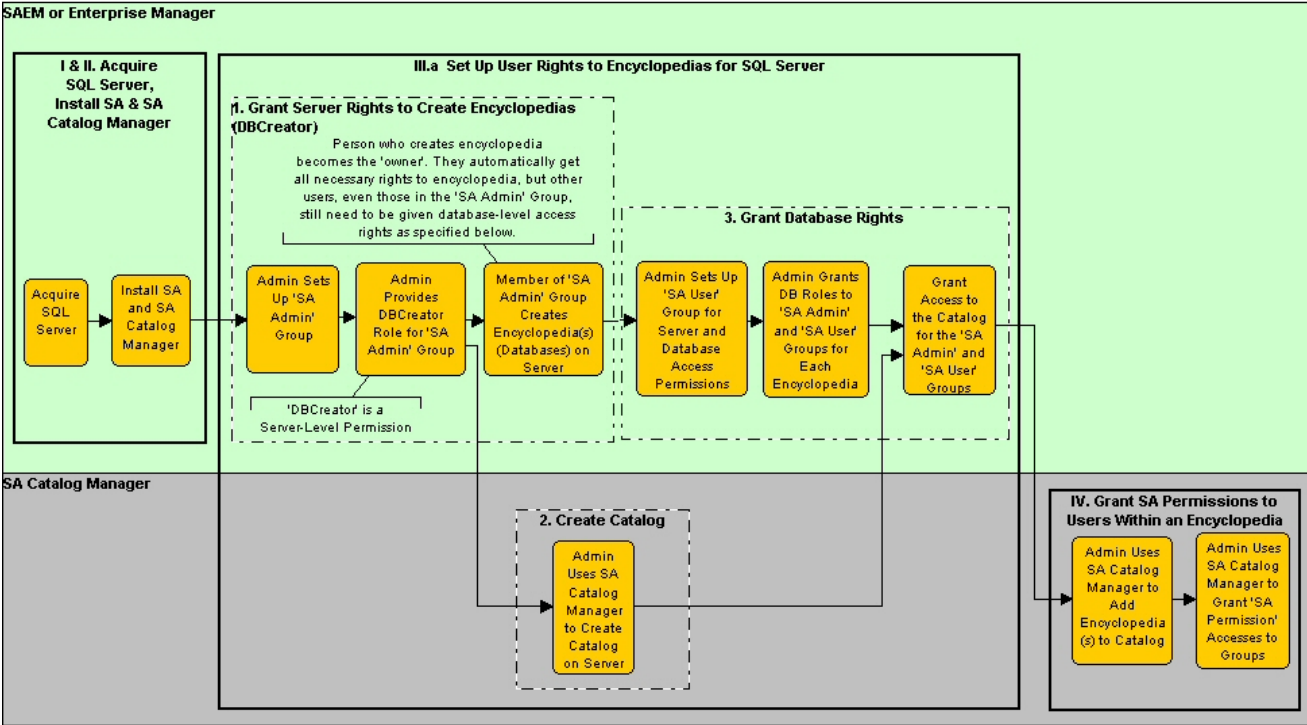 SAEM or Enterprise Manager
I & II. Acquire
SQL Server,
Install SA & SA
Catalog Manager
Acquire
SQL
Server
Install SA
and SA
Catalog
Manager
III.a Set Up User Rights to Encyclopedias for SQL Server
1. Grant Server Rights to Create Encyclopedias
(DBCreator)
Person who creates encyclopedia
becomes the 'owner'. They automatically get
all necessary rights to encyclopedia, but other
users, even those in the 'SA Admin' Group,
still need to be given database-level access
rights as specified below.
Admin Sets
Up 'SA
Admin'
Group
Admin
Provides
DBCreator
Role for 'SA
Admin' Group
Member of 'SA
Admin' Group
Creates
Encyclopedia(s)
(Databases) on
Server
'DBCreator' is a
Server-Level Permission
3. Grant Database Rights
Admin Sets Up
'SA User'
Group for
Server and
Database
Access
Permissions
Admin Grants
DB Roles to
'SA Admin'
and 'SA User'
Groups for
Each
Encyclopedia
Grant
Access to
the Catalog
for the 'SA
Admin' and
'SA User'
Groups
SA Catalog Manager
2. Create Catalog
Admin
Uses SA
Catalog
Manager
to Create
Catalog
on Server
IV. Grant SA Permissions to
Users Within an Encyclopedia
Admin Uses
SA Catalog
Manager to
Add
Encyclopedia
(s) to Catalog
Admin Uses
SA Catalog
Manager to
Grant 'SA
Permission'
Accesses to
Groups